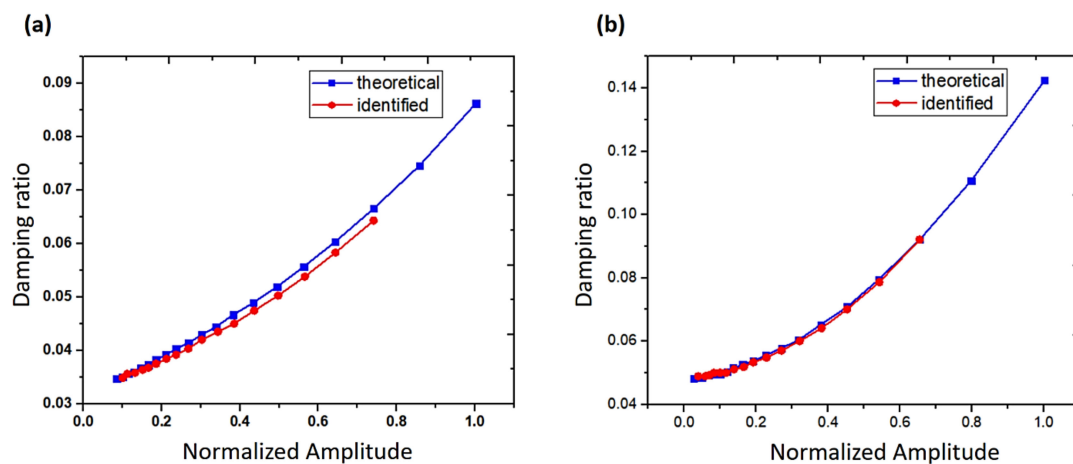 (a)
0.09
0.08
0.07
0.06
0.05
0.04
0.03
Damping ratio
theoretical
identified
0.0 0.2 0.4 0.6 0.8 1.0
Normalized Amplitude
(b)
0.14
0.12
0.10
0.08
0.06
0.04
Damping ratio
theoretical
identified
0.0 0.2 0.4 0.6 0.8 1.0
Normalized Amplitude